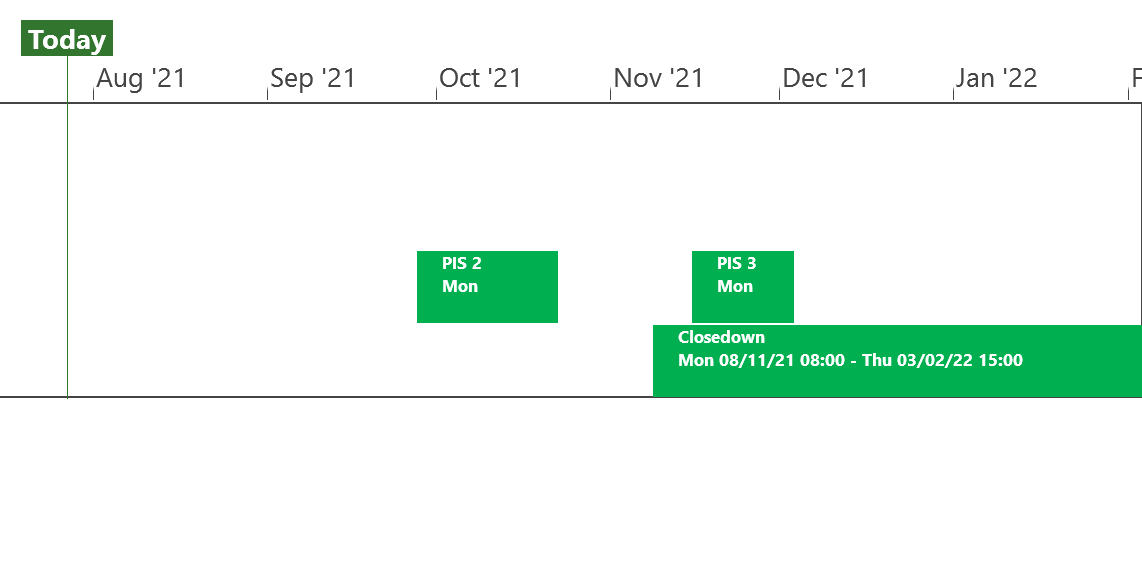 Today
Aug '21 Sep '21 Oct '21 Nov '21 Dec '21 Jan '22 F
PIS 2
Mon
PIS 3
Mon
Closedown
Mon 08/11/21 08:00 - Thu 03/02/22 15:00